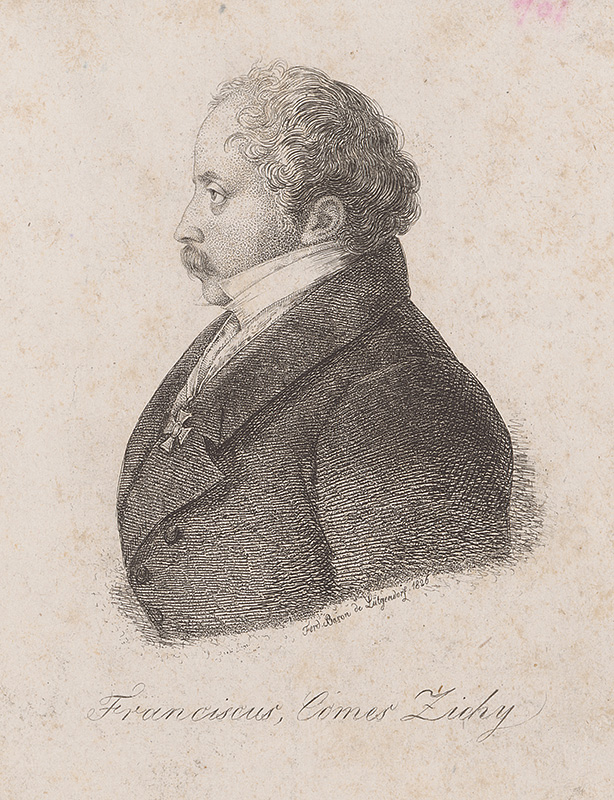 Ferd. Baron de Lütgendorf 1826
Franciscus, Comes Zichy